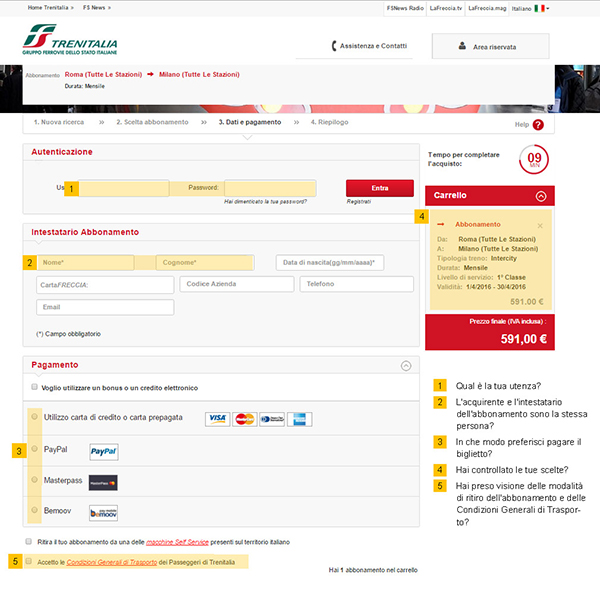 Home Trenitalia » FS News »
FSNews Radio LaFreccia.tv LaFreccia.mag Italiano
TRENITALIA
GRUPPO FERROVIE DELLO STATO ITALIANE
Assistenza e Contatti
Area riservata
Abbonamento Roma (Tutte Le Stazioni) Milano (Tutte Le Stazioni)
Durata: Mensile
1. Nuova ricerca » 2. Scelta abbonamento » 3. Dati e pagamento » 4. Riepilogo
Help ?
Autenticazione
Us 1 Password:
Entra
Hai dimenticato la tua password? Registrati
Tempo per completare
l'acquisto:
09
MIN
Carrello
4
Abbonamento ×
Da: Roma (Tutte Le Stazioni)
A: Milano (Tutte Le Stazioni)
Tipologia treno: Intercity
Durata: Mensile
Livello di servizio: 1° Classe
Validità: 1/4/2016 - 30/4/2016
591.00 €
Prezzo finale (IVA inclusa) :
591,00 €
Intestatario Abbonamento
2 Nome* Cognome* Data di nascita(gg/mm/aaaa)*
CartaFRECCIA: Codice Azienda Telefono
Email
(*) Campo obbligatorio
Pagamento
Voglio utilizzare un bonus o un credito elettronico
Utilizzo carta di credito o carta prepagata VISA
3 PayPal PayPal
Masterpass
Bemoov bemoov
Ritira il tuo abbonamento da una delle macchine Self Service presenti sul territorio italiano
5 Accetto le Condizioni Generali di Trasporto dei Passeggeri di Trenitalia
Hai 1 abbonamento nel carrello
1 Qual è la tua utenza?
2 L'acquirente e l'intestatario
dell'abbonamento sono la stessa
persona?
3 In che modo preferisci pagare il
biglietto?
4 Hai controllato le tue scelte?
5 Hai preso visione delle modalità
di ritiro dell'abbonamento e delle
Condizioni Generali di Traspor-
to?